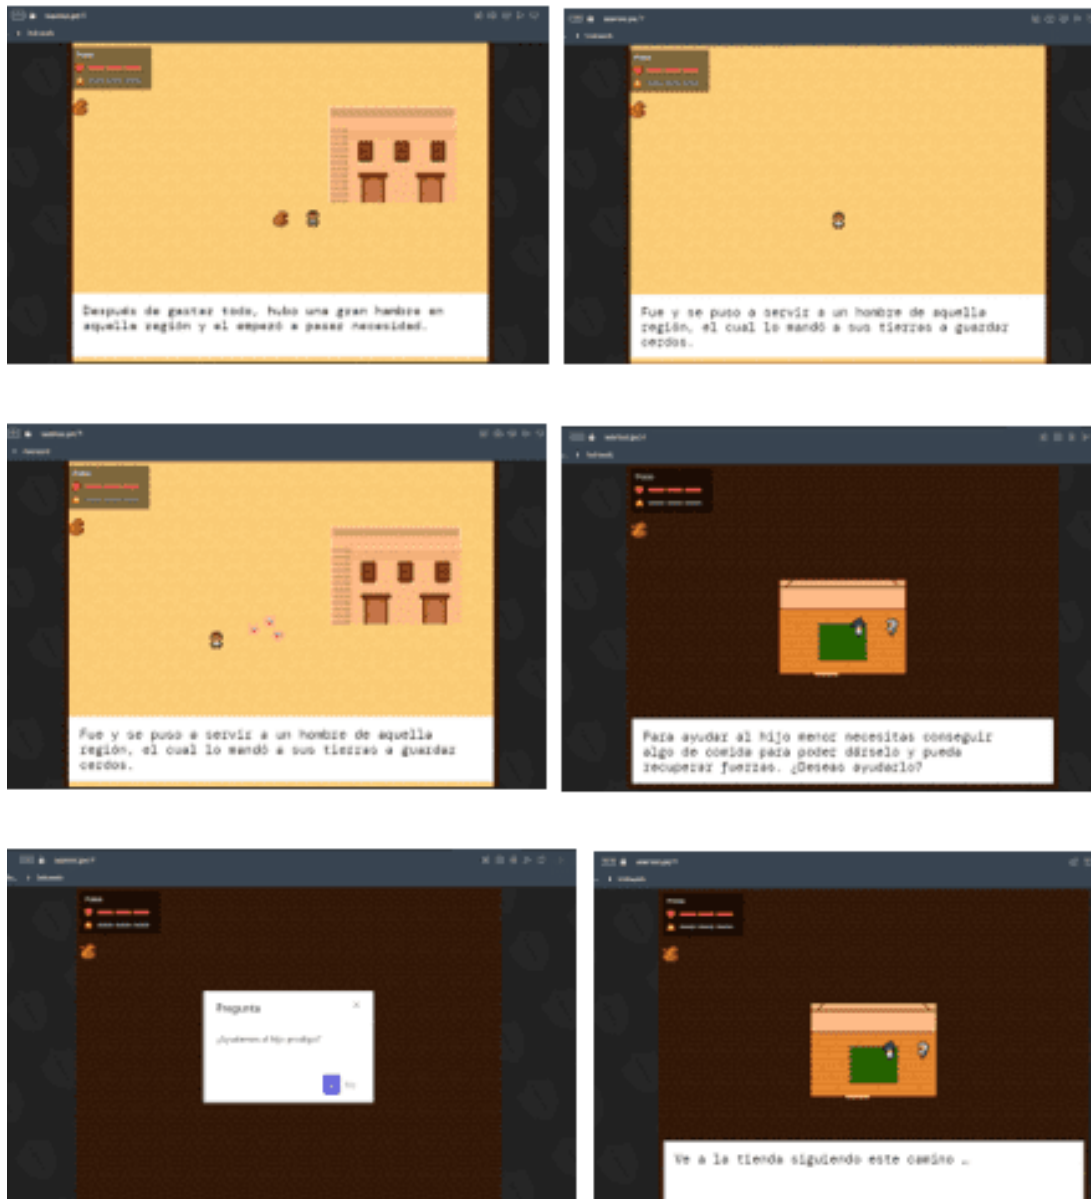 Después de gastar todo, hubo una gran hambre en
aquella región y el empezó a pasar necesidad.
Fue y se puso a servir a un hombre de aquella
región, el cual lo mandó a sus tierras a guardar
cerdos.
Fue y se puso a servir a un hombre de aquella
región, el cual lo mandó a sus tierras a guardar
cerdos.
Para ayudar al hijo menor necesitas conseguir
algo de comida para poder dárselo y pueda
recuperar fuerzas. ¿Deseas ayudarlo?
Pregunta
¿Ayudamos al hijo prodigo?
No
Ve a la tienda siguiendo este camino …